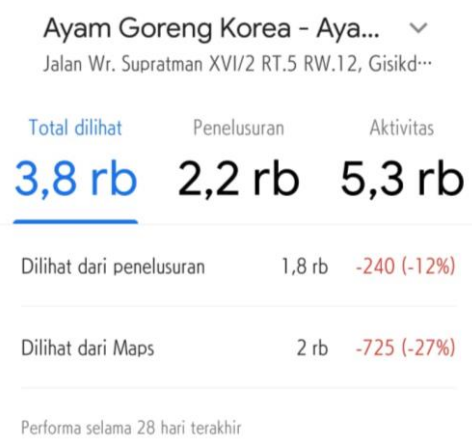 Ayam Goreng Korea - Aya...
Jalan Wr. Supratman XVI/2 RT.5 RW.12, Gisikd...
Total dilihat Penelusuran Aktivitas
3,8 rb 2,2 rb 5,3 rb
Dilihat dari penelusuran 1,8 rb -240 (-12%)
Dilihat dari Maps 2 rb -725 (-27%)
Performa selama 28 hari terakhir